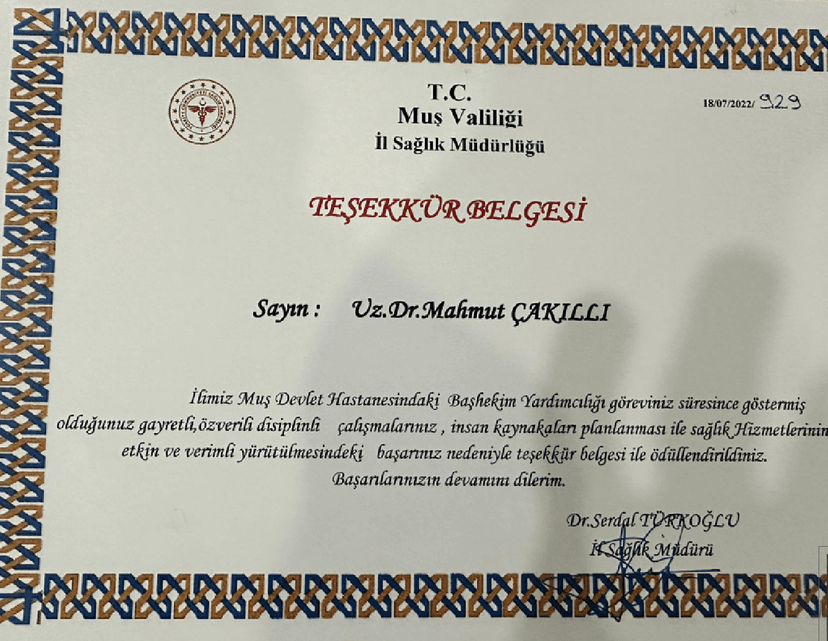 T.C.
Muş Valiliği
İl Sağlık Müdürlüğü
18/07/2022/ 929
TEŞEKKÜR BELGESİ
Sayın : Uz.Dr.Mahmut ÇAKILLI
İlimiz Muş Devlet Hastanesindaki Başhekim Yardımcılığı göreviniz süresince göstermiş
olduğunuz gayretli,özverili disiplinli çalışmalarınız , insan kaynakaları planlanması ile sağlık Hizmetlerinin
etkin ve verimli yürütülmesindeki başarınız nedeniyle teşekkür belgesi ile ödüllendirildiniz.
Başarılarınızın devamını dilerim.
Dr.Serdal TÜRKOĞLU
İl Sağlık Müdürü